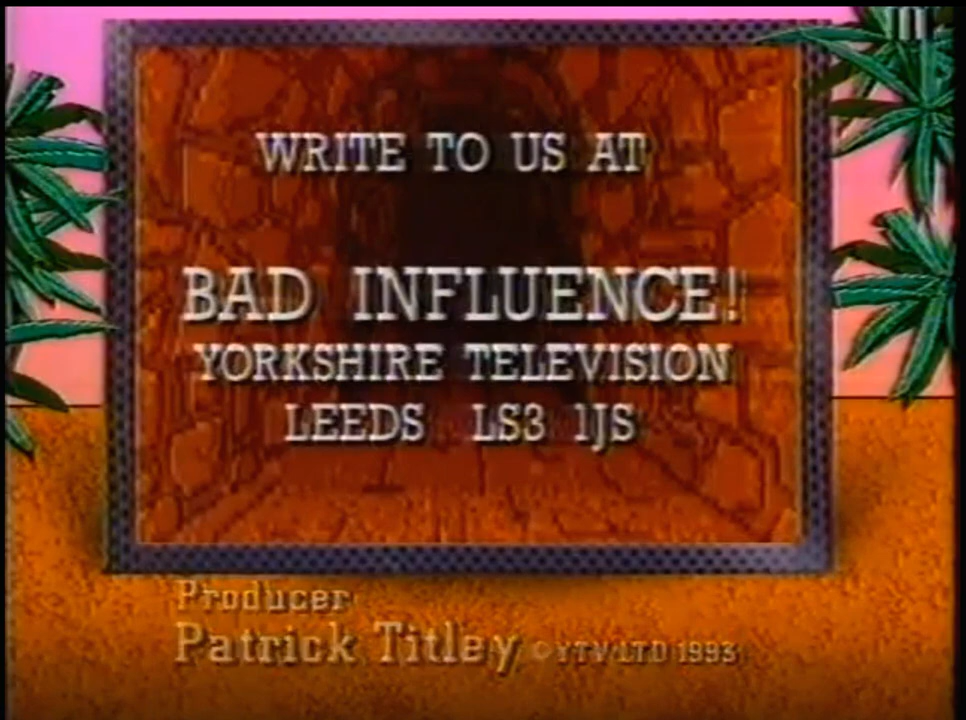 WRITE TO US AT
BAD INFLUENCE!
YORKSHIRE TELEVISION
LEEDS LS3 1JS
Producer
Patrick Titley © YTV LTD 1993